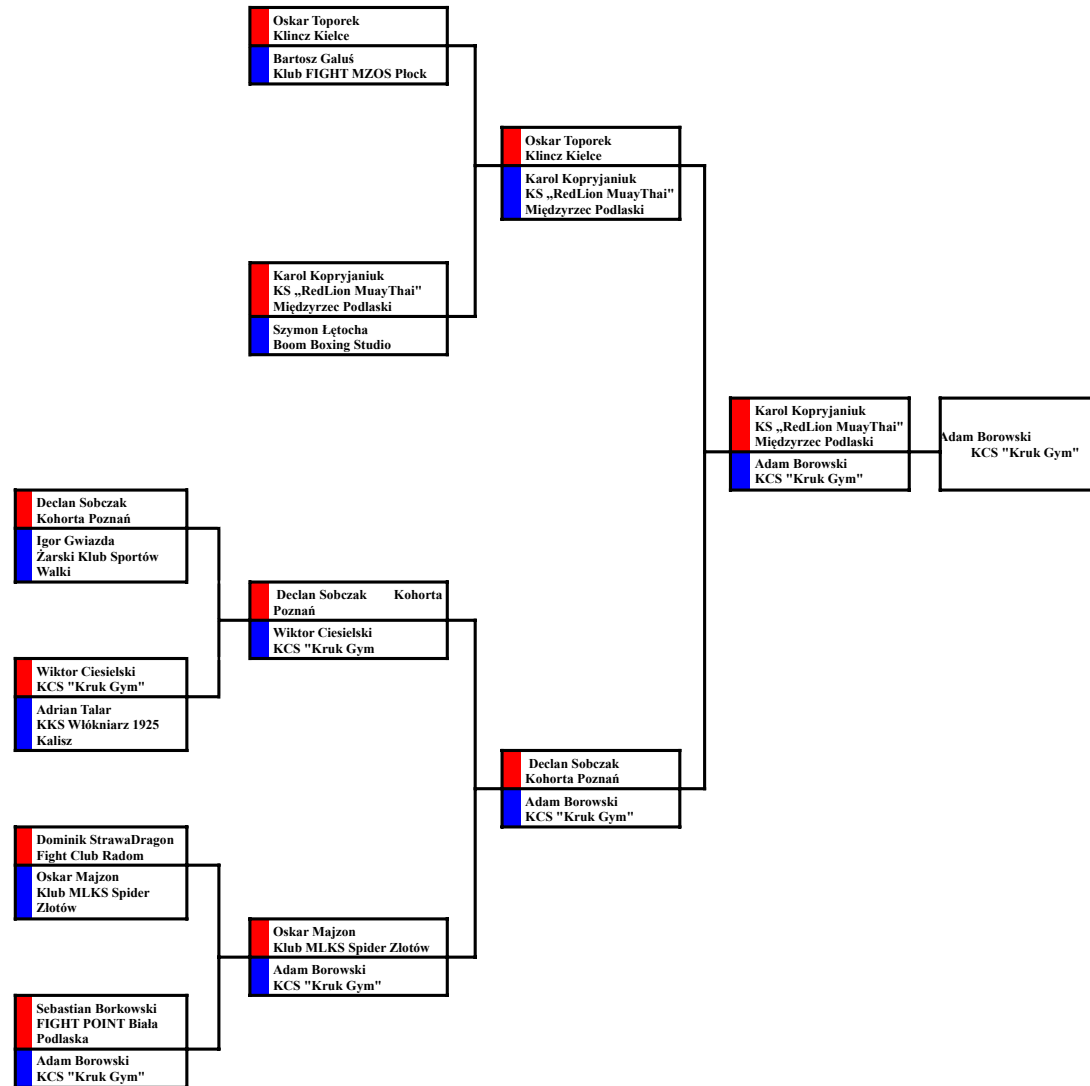 Oskar Toporek
Klincz Kielce
Bartosz Galuś
Klub FIGHT MZOS Płock
Oskar Toporek
Klincz Kielce
Karol Kopryjaniuk
KS „RedLion MuayThai"
Międzyrzec Podlaski
Karol Kopryjaniuk
KS „RedLion MuayThai"
Międzyrzec Podlaski
Szymon Łętocha
Boom Boxing Studio
Karol Kopryjaniuk
KS „RedLion MuayThai"
Międzyrzec Podlaski
Adam Borowski
KCS "Kruk Gym"
Adam Borowski
KCS "Kruk Gym"
Declan Sobczak
Kohorta Poznań
Igor Gwiazda
Żarski Klub Sportów
Walki
Declan Sobczak Kohorta
Poznań
Wiktor Ciesielski
KCS "Kruk Gym
Wiktor Ciesielski
KCS "Kruk Gym"
Adrian Talar
KKS Włókniarz 1925
Kalisz
Declan Sobczak
Kohorta Poznań
Adam Borowski
KCS "Kruk Gym"
Dominik StrawaDragon
Fight Club Radom
Oskar Majzon
Klub MLKS Spider
Złotów
Oskar Majzon
Klub MLKS Spider Złotów
Adam Borowski
KCS "Kruk Gym"
Sebastian Borkowski
FIGHT POINT Biała
Podlaska
Adam Borowski
KCS "Kruk Gym"